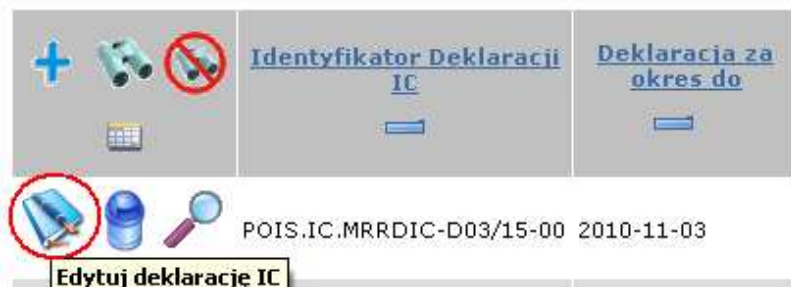 Identyfikator Deklaracji
IC
Deklaracja za
okres do
POIS.IC.MRRDIC-D03/15-00 2010-11-03
Edytuj deklarację IC